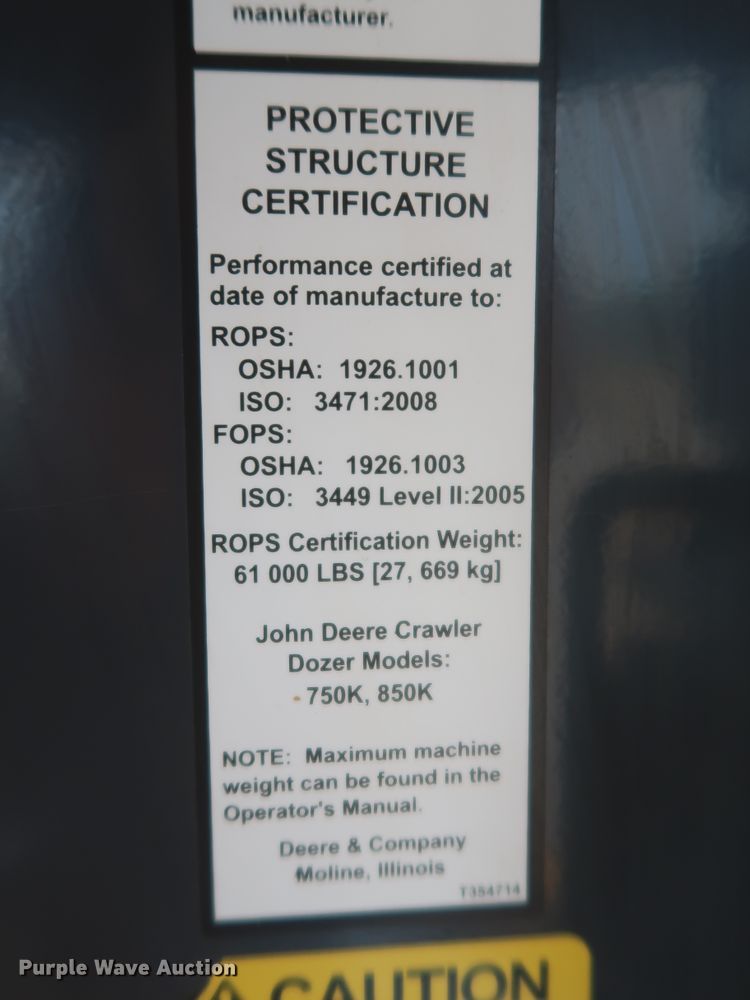 manufacturer.
PROTECTIVE
STRUCTURE
CERTIFICATION
Performance certified at
date of manufacture to:
ROPS:
OSHA: 1926.1001
ISO: 3471:2008
FOPS:
OSHA: 1926.1003
ISO: 3449 Level II:2005
ROPS Certification Weight:
61 000 LBS [27, 669 kg]
John Deere Crawler
Dozer Models:
- 750K, 850K
NOTE: Maximum machine
weight can be found in the
Operator's Manual.
Deere & Company
Moline, Illinois
T354714
CAUTION
Purple Wave Auction